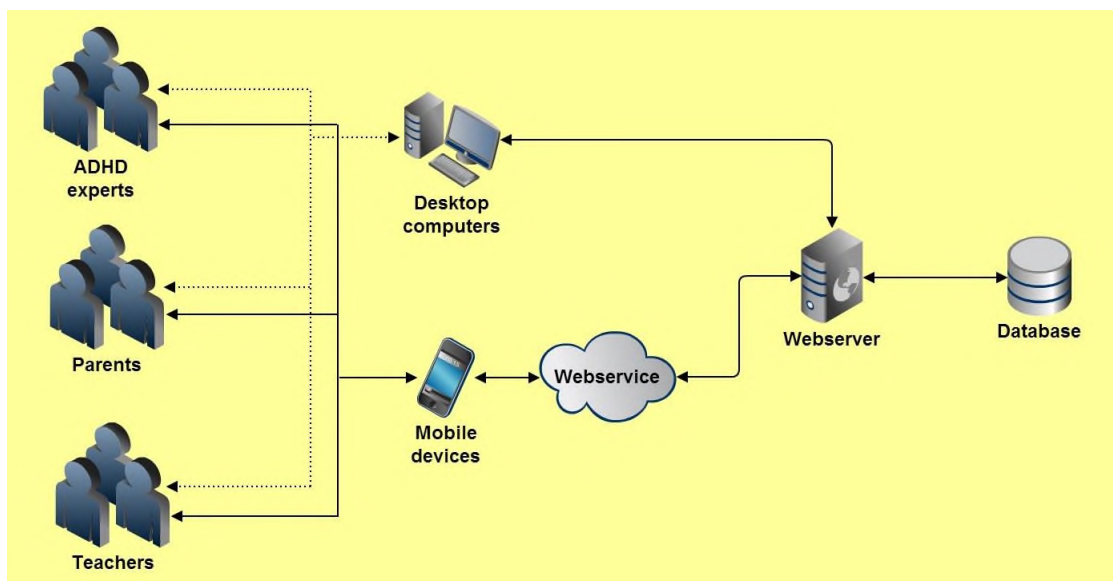 ADHD
experts
Desktop
computers
Parents
Webserver
Database
Webservice
Mobile
devices
Teachers